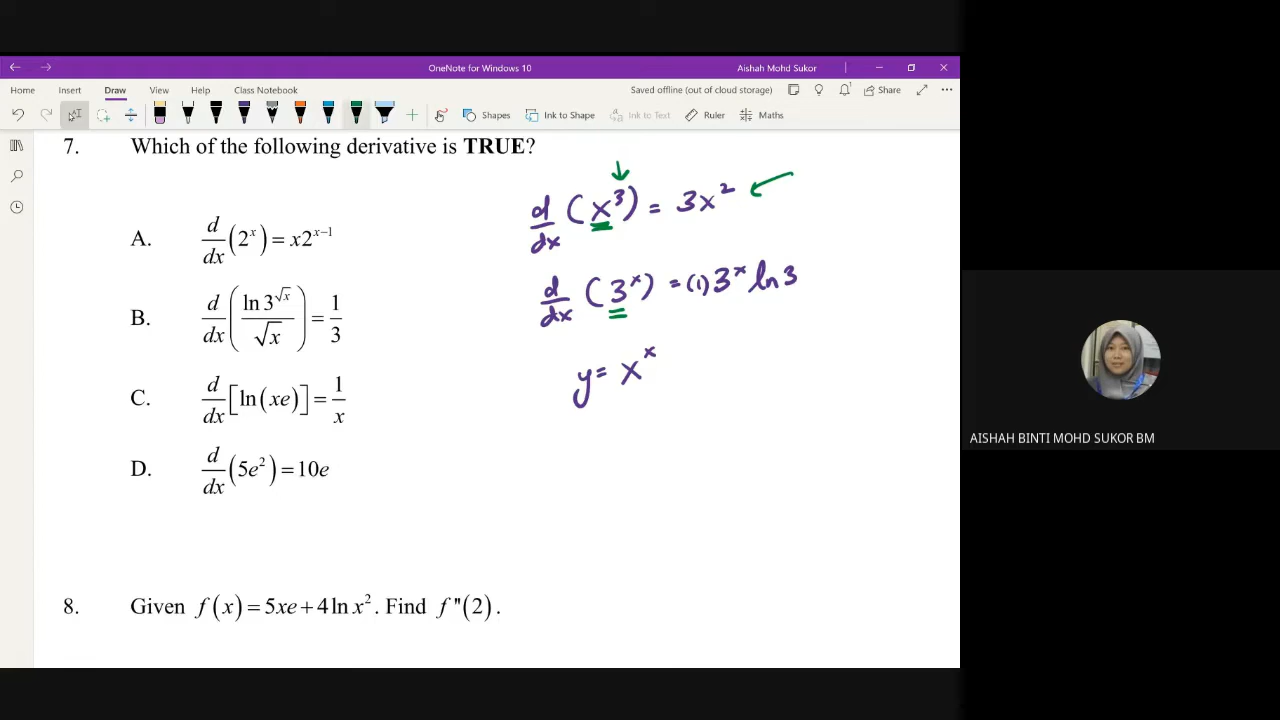 OneNote for Windows 10
Aishah Mohd Sukor
Home Insert Draw View Help Class Notebook
Saved offline (out of cloud storage) Share
Shapes Ink to Shape Ink to Text Ruler Maths
7. Which of the following derivative is TRUE?
A. d/dx (2^x) = x2^(x−1)
B. d/dx (ln 3^(√x) / √x) = 1/3
C. d/dx [ln(xe)] = 1/x
D. d/dx (5e^2) = 10e
d/dx (x^3) = 3x^2
d/dx (3^x) = (1) 3^x ln 3
y = x^x
8. Given f(x) = 5xe + 4 ln x^2. Find f "(2).
AISHAH BINTI MOHD SUKOR BM